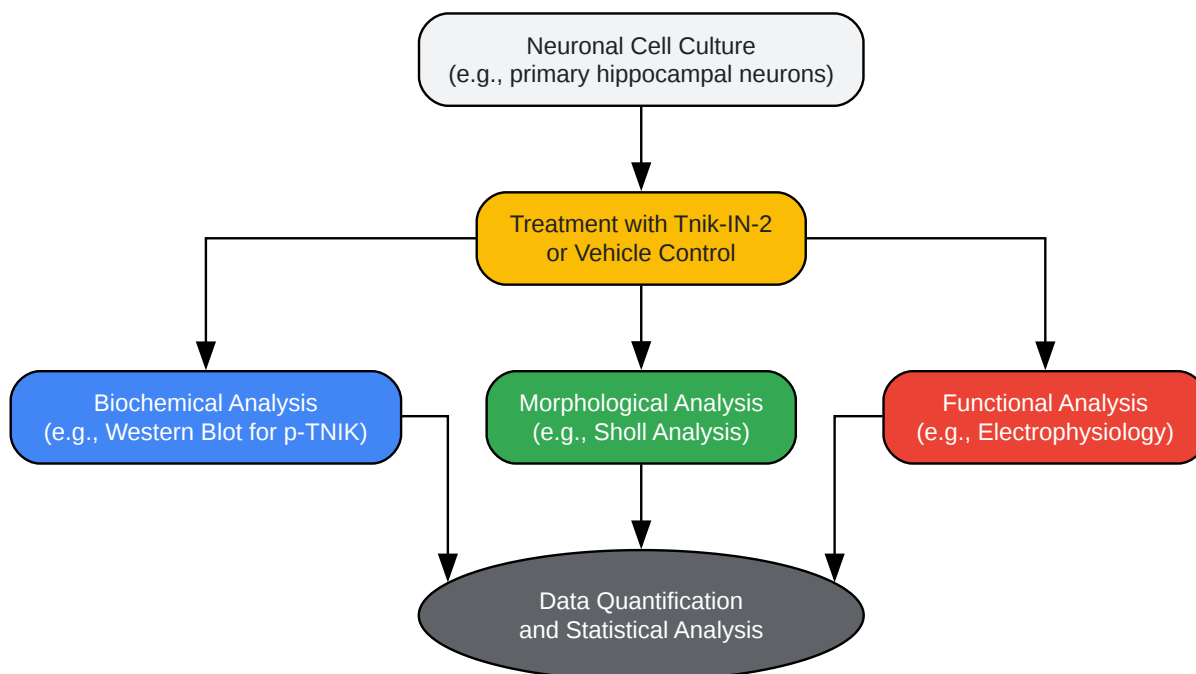 Neuronal Cell Culture
(e.g., primary hippocampal neurons)
Treatment with Tnik-IN-2
or Vehicle Control
Biochemical Analysis
(e.g., Western Blot for p-TNIK)
Morphological Analysis
(e.g., Sholl Analysis)
Functional Analysis
(e.g., Electrophysiology)
Data Quantification
and Statistical Analysis